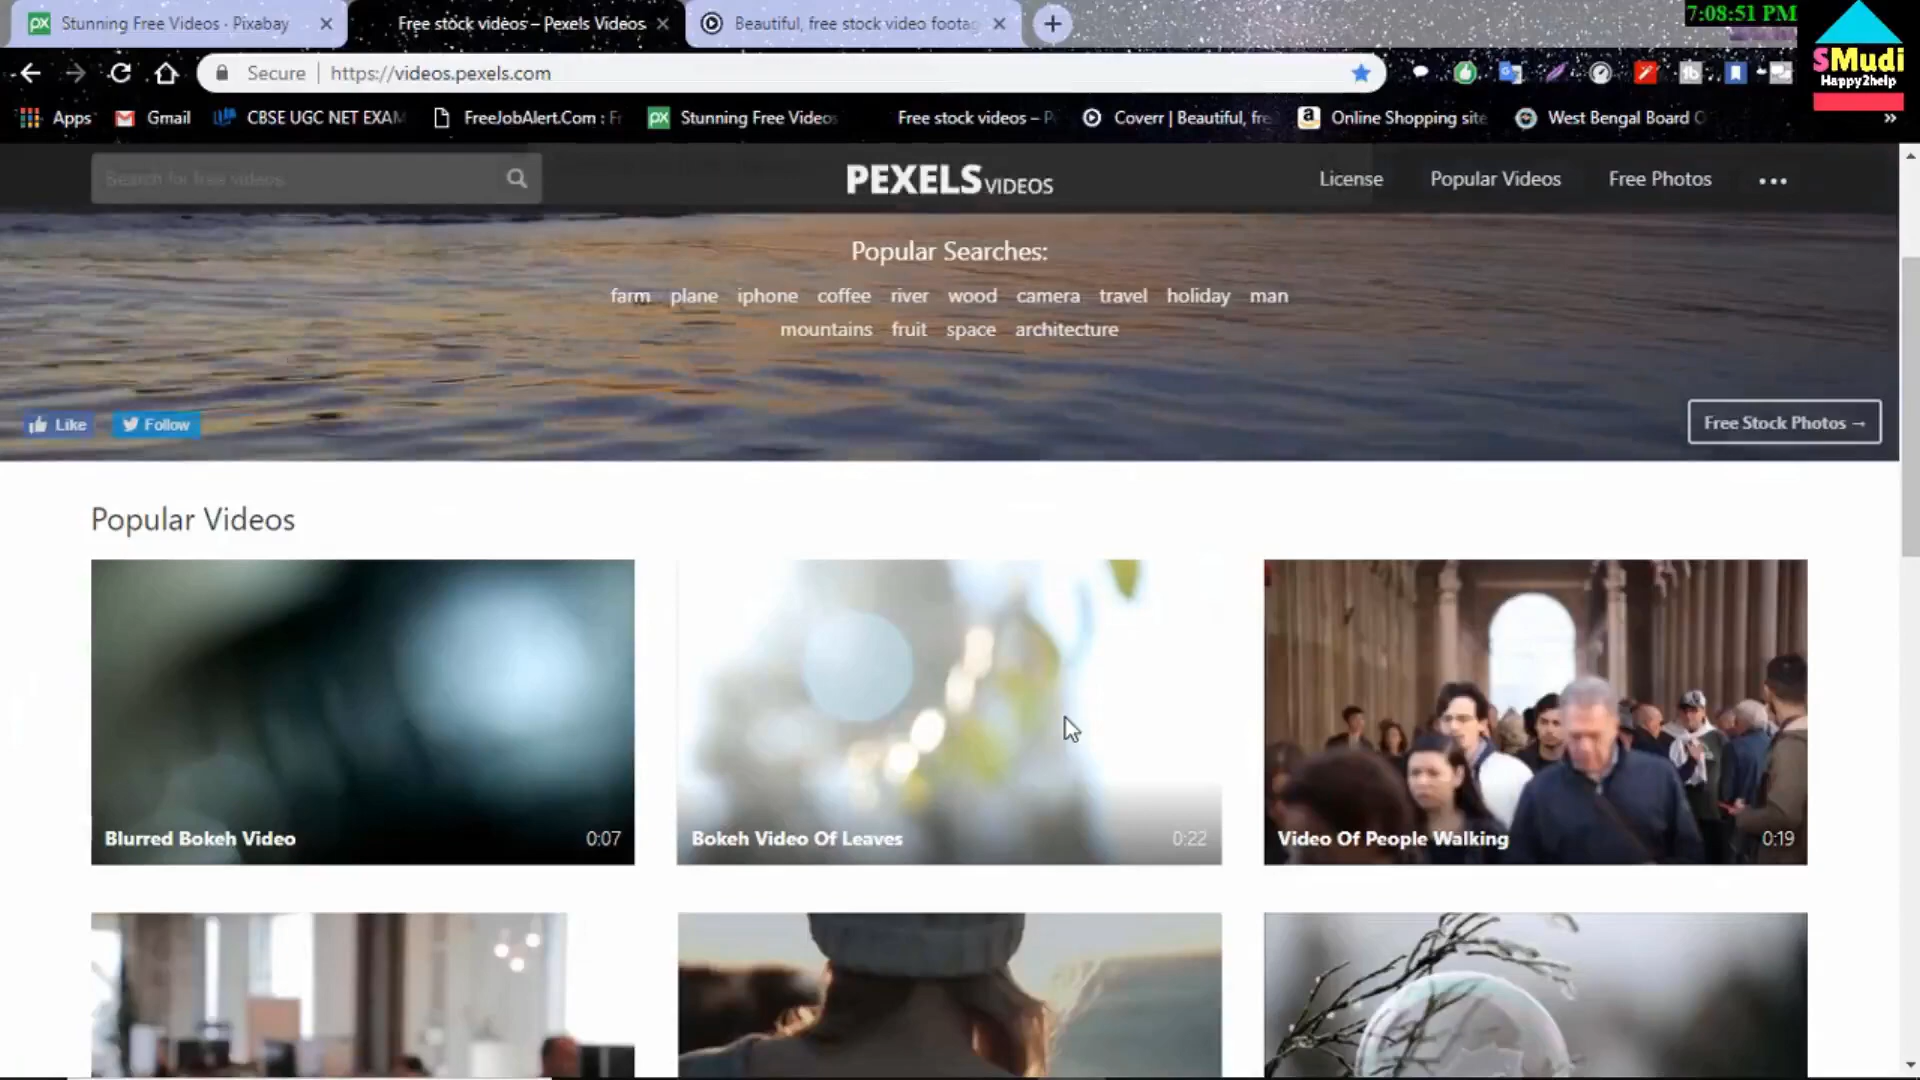 Stunning Free Videos · Pixabay
Free stock videos – Pexels Videos
Beautiful, free stock video footag
7:08:51 PM
SMudi
Happy2help
Secure
https://videos.pexels.com
Apps
Gmail
CBSE UGC NET EXAM
FreeJobAlert.Com : Fr
Stunning Free Videos
Free stock videos – P
Coverr | Beautiful, fre
Online Shopping site
West Bengal Board O
Search for free videos
PEXELS VIDEOS
License
Popular Videos
Free Photos
Popular Searches:
farm plane iphone coffee river wood camera travel holiday man
mountains fruit space architecture
Like
Follow
Free Stock Photos →
Popular Videos
Blurred Bokeh Video 0:07
Bokeh Video Of Leaves 0:22
Video Of People Walking 0:19